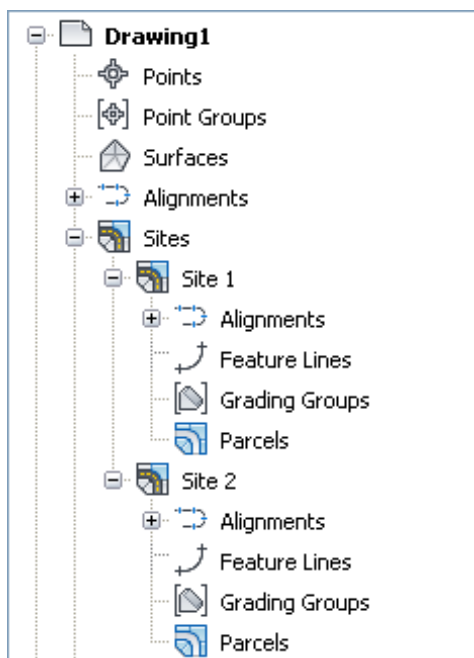 Drawing1
Points
Point Groups
Surfaces
Alignments
Sites
Site 1
Alignments
Feature Lines
Grading Groups
Parcels
Site 2
Alignments
Feature Lines
Grading Groups
Parcels